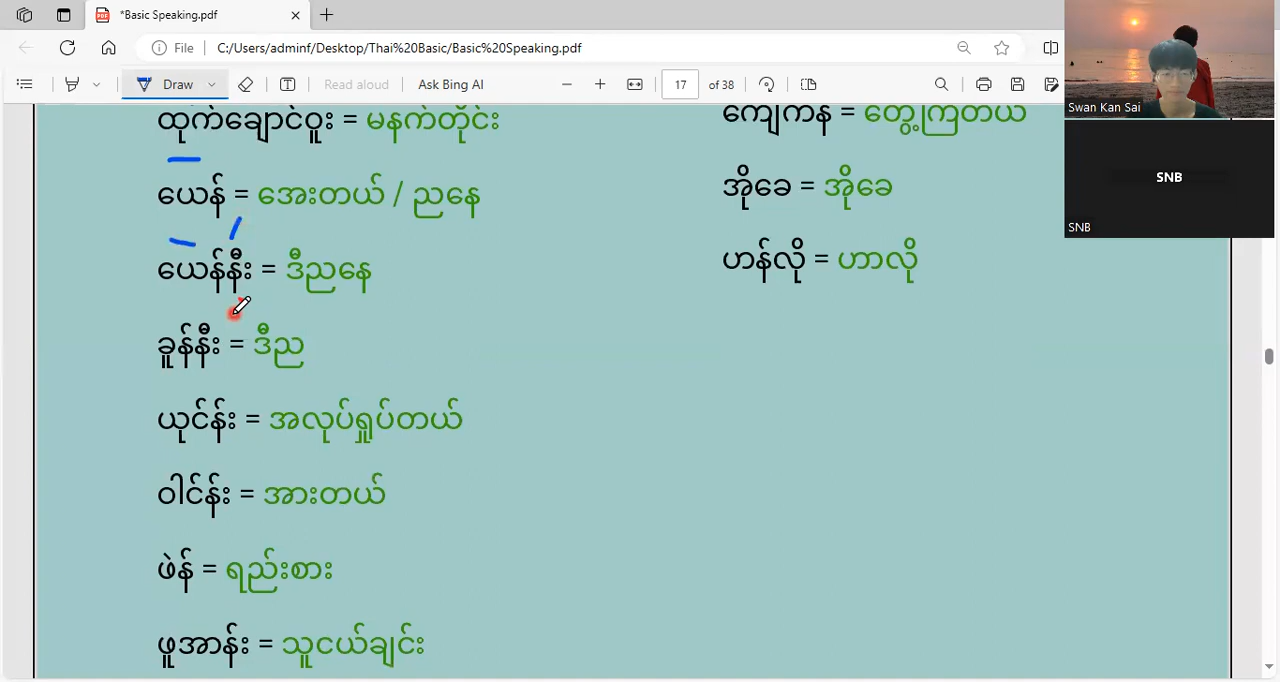 *Basic Speaking.pdf
File
C:/Users/adminf/Desktop/Thai%20Basic/Basic%20Speaking.pdf
Draw
Read aloud
Ask Bing AI
17
of 38
Swan Kan Sai
SNB
SNB
ထုက်ချောင်ဝူး = မနက်တိုင်း
ယေန် = အေးတယ် / ညနေ
ယေန်နီး = ဒီညနေ
ခူန်နီး = ဒီည
ယုင်န်း = အလုပ်ရှုပ်တယ်
ဝါင်န်း = အားတယ်
ဖဲန် = ရည်းစား
ဖူအာန်း = သူငယ်ချင်း
ကျေကန် = တွေ့ကြတယ်
အိုခေ = အိုခေ
ဟန်လို = ဟာလို